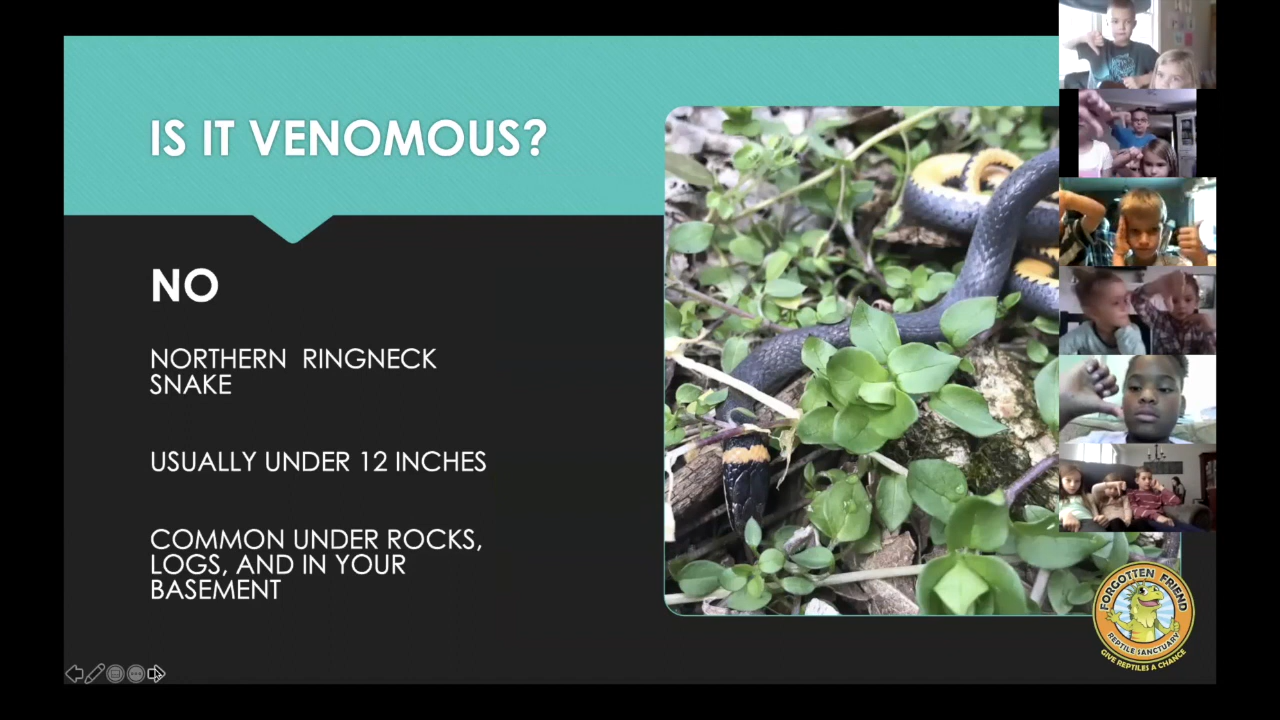 IS IT VENOMOUS?
NO
NORTHERN RINGNECK
SNAKE
USUALLY UNDER 12 INCHES
COMMON UNDER ROCKS,
LOGS, AND IN YOUR
BASEMENT
FORGOTTEN FRIEND
REPTILE SANCTUARY
GIVE REPTILES A CHANCE